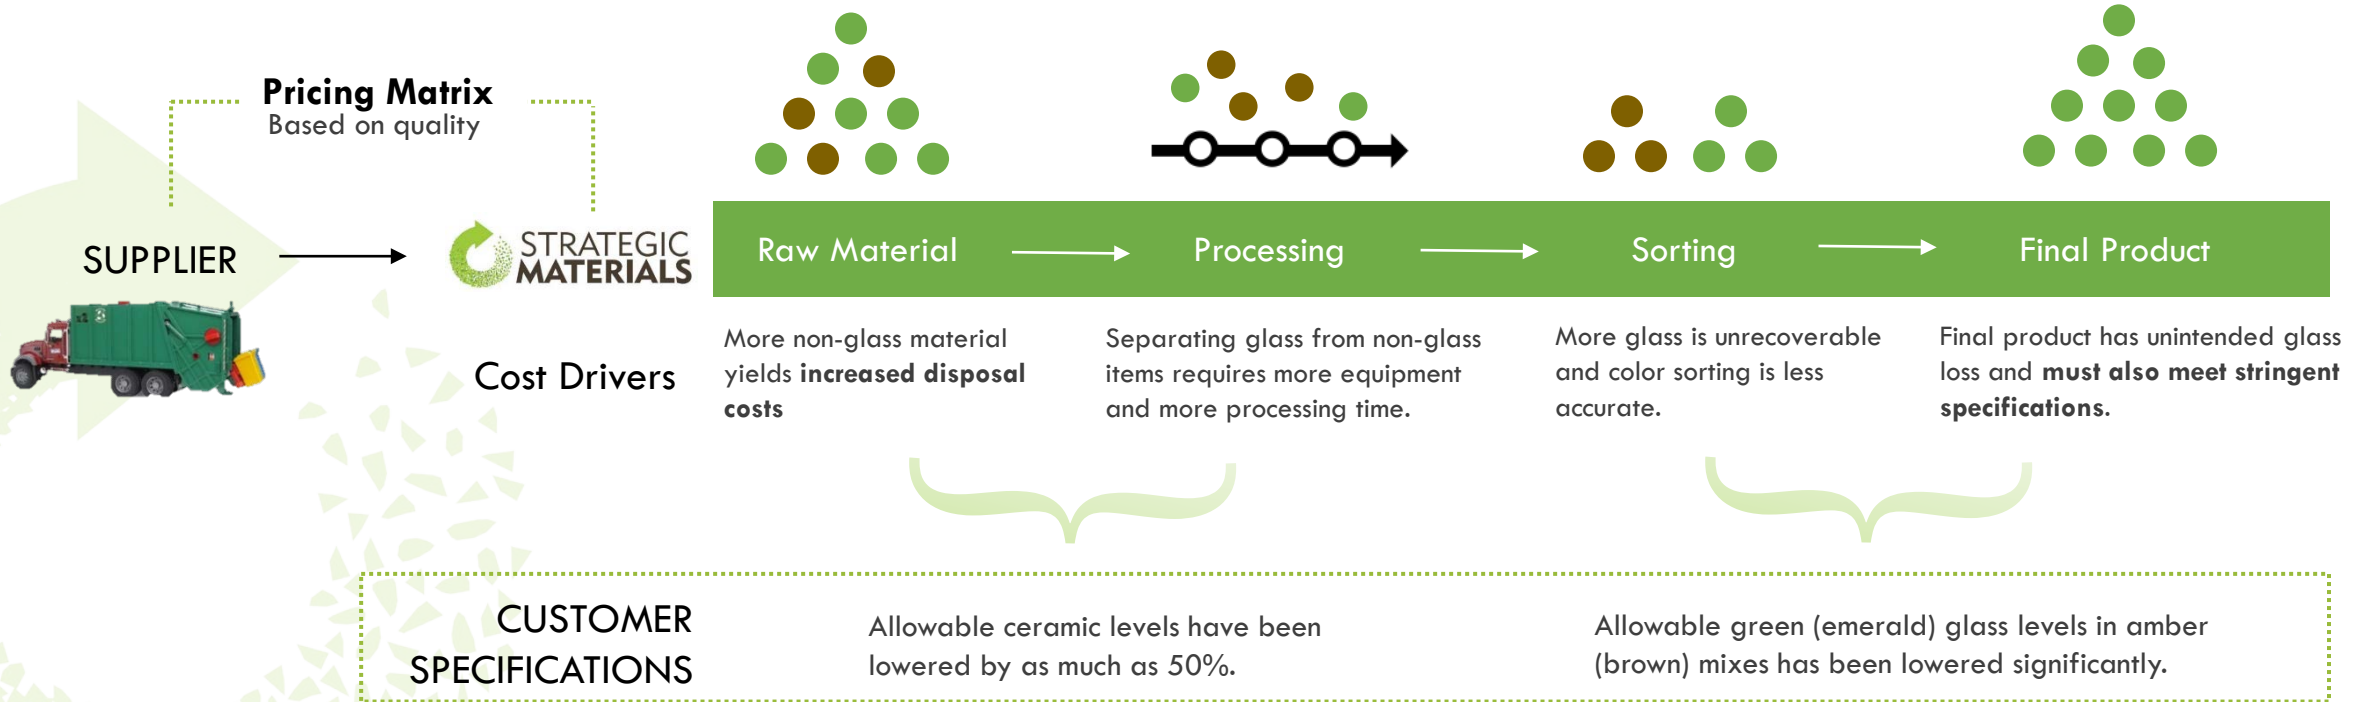 Pricing Matrix
Based on quality
SUPPLIER
STRATEGIC
MATERIALS
Raw Material
Processing
Sorting
Final Product
Cost Drivers
More non-glass material
yields increased disposal
costs
Separating glass from non-glass
items requires more equipment
and more processing time.
More glass is unrecoverable
and color sorting is less
accurate.
Final product has unintended glass
loss and must also meet stringent
specifications.
CUSTOMER
SPECIFICATIONS
Allowable ceramic levels have been
lowered by as much as 50%.
Allowable green (emerald) glass levels in amber
(brown) mixes has been lowered significantly.